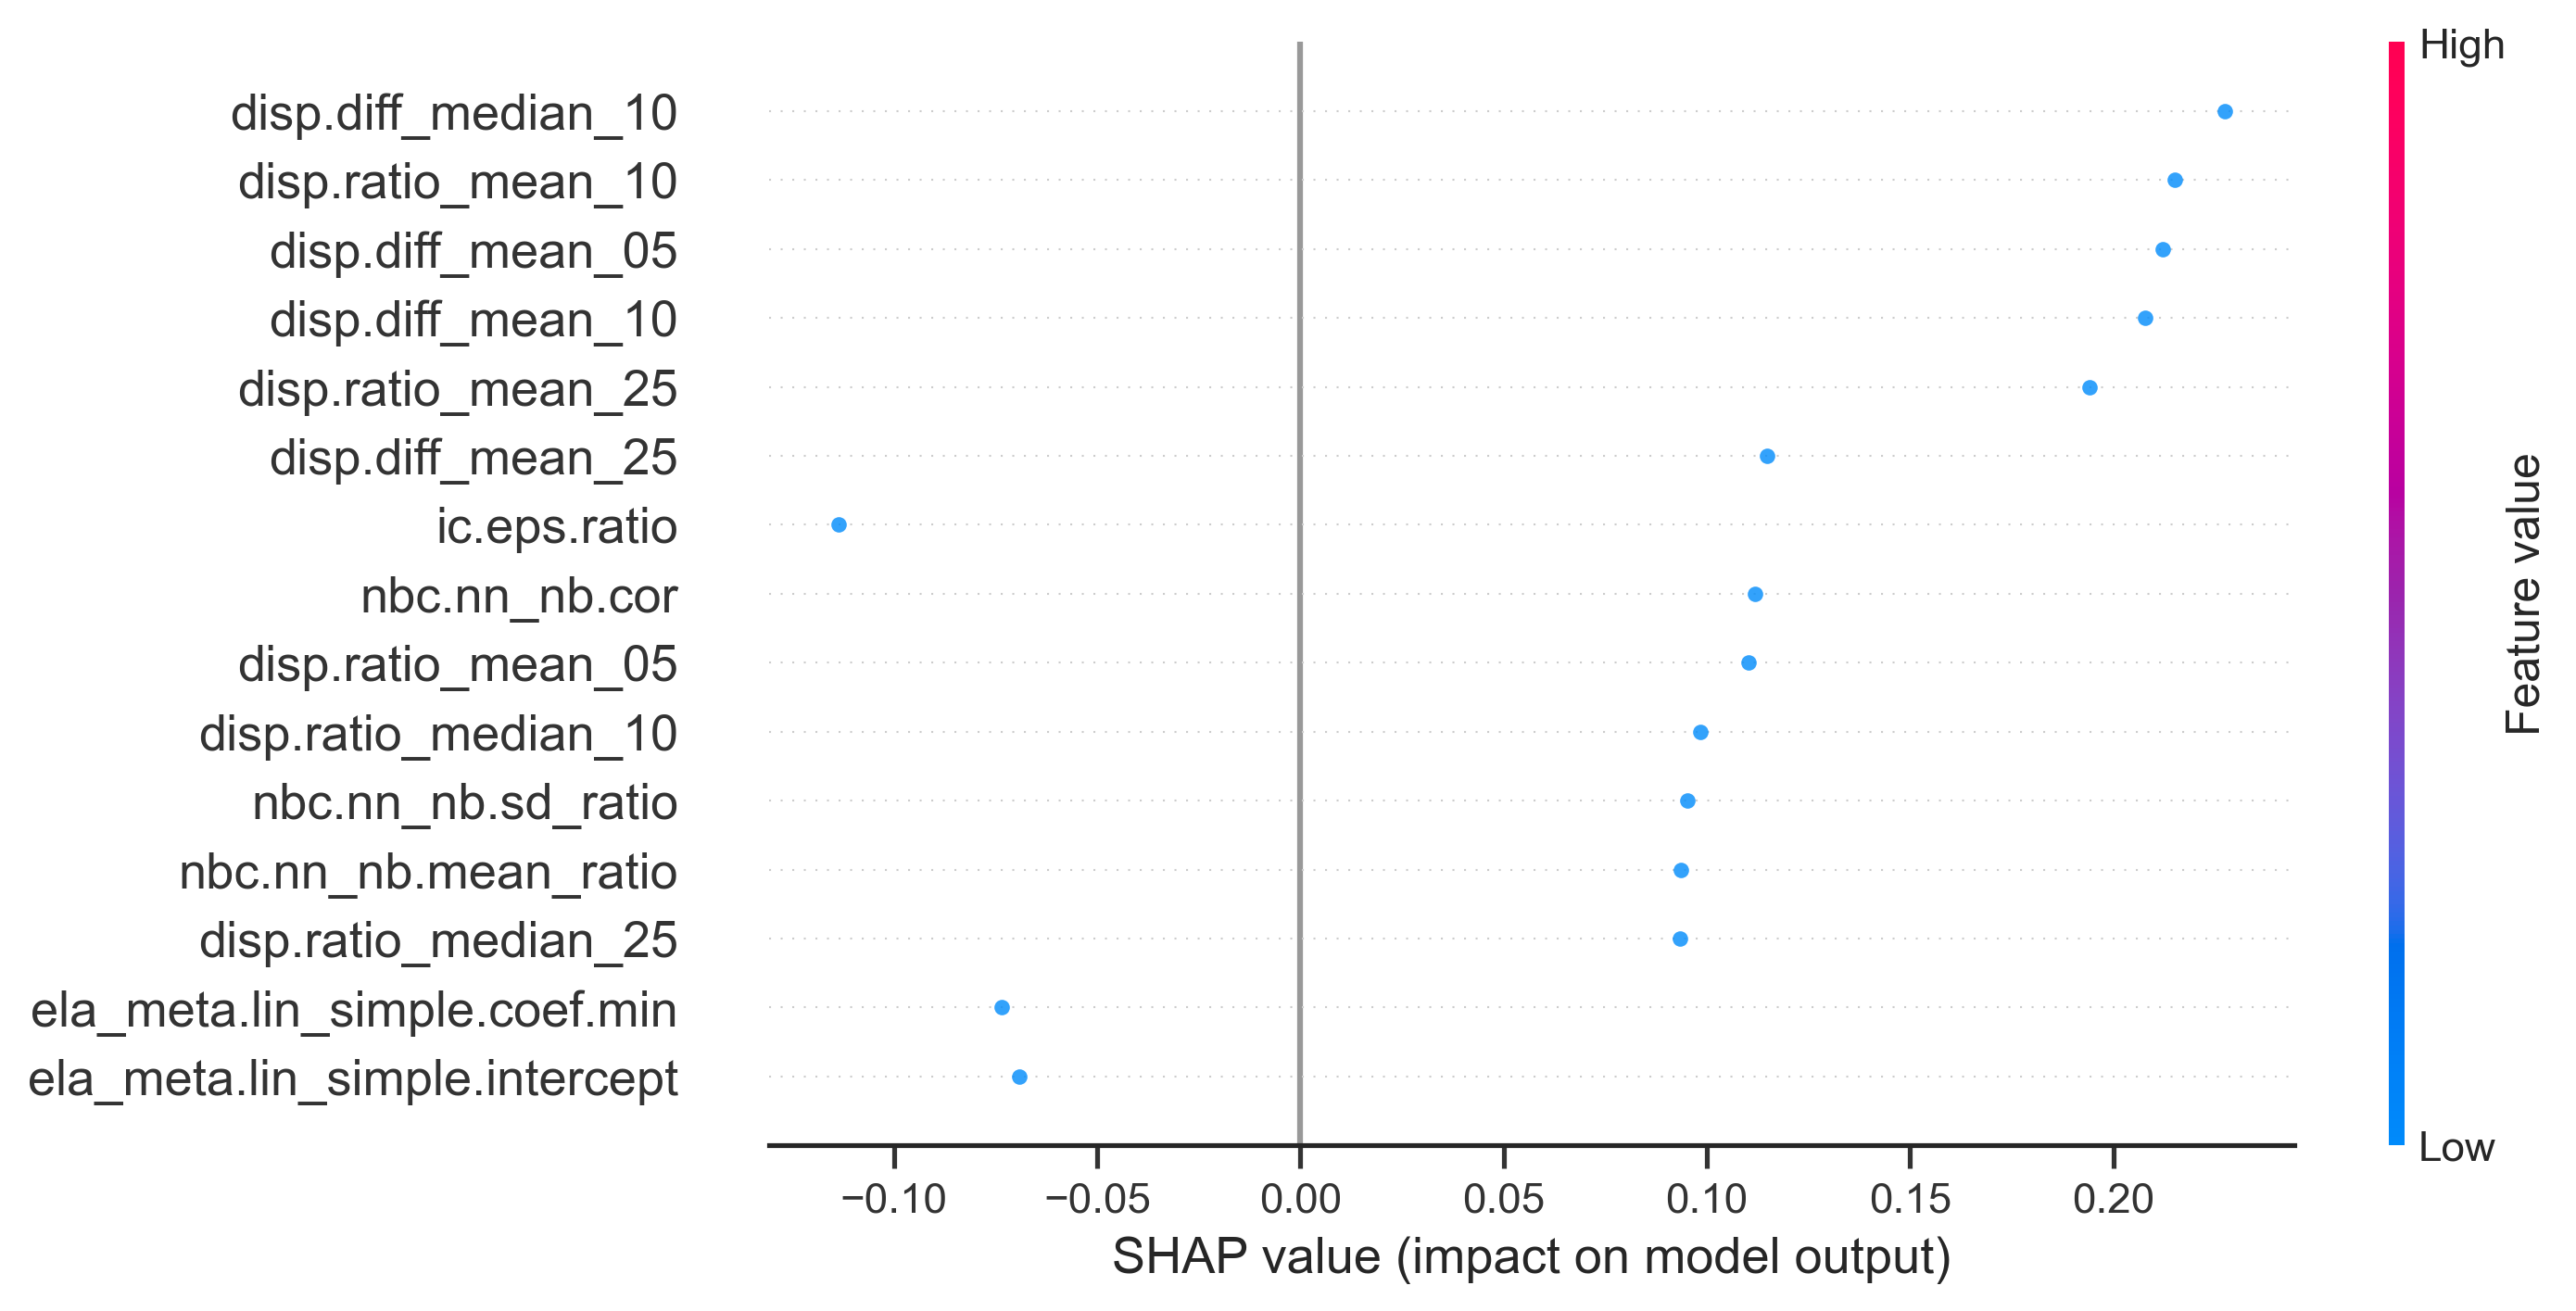 High
disp.diff_median_10
disp.ratio_mean_10
disp.diff_mean_05
disp.diff_mean_10
disp.ratio_mean_25
disp.diff_mean_25
ic.eps.ratio
nbc.nn_nb.cor
disp.ratio_mean_05
disp.ratio_median_10
nbc.nn_nb.sd_ratio
nbc.nn_nb.mean_ratio
disp.ratio_median_25
ela_meta.lin_simple.coef.min
ela_meta.lin_simple.intercept
Feature value
Low
−0.10 −0.05 0.00 0.05 0.10 0.15 0.20
SHAP value (impact on model output)